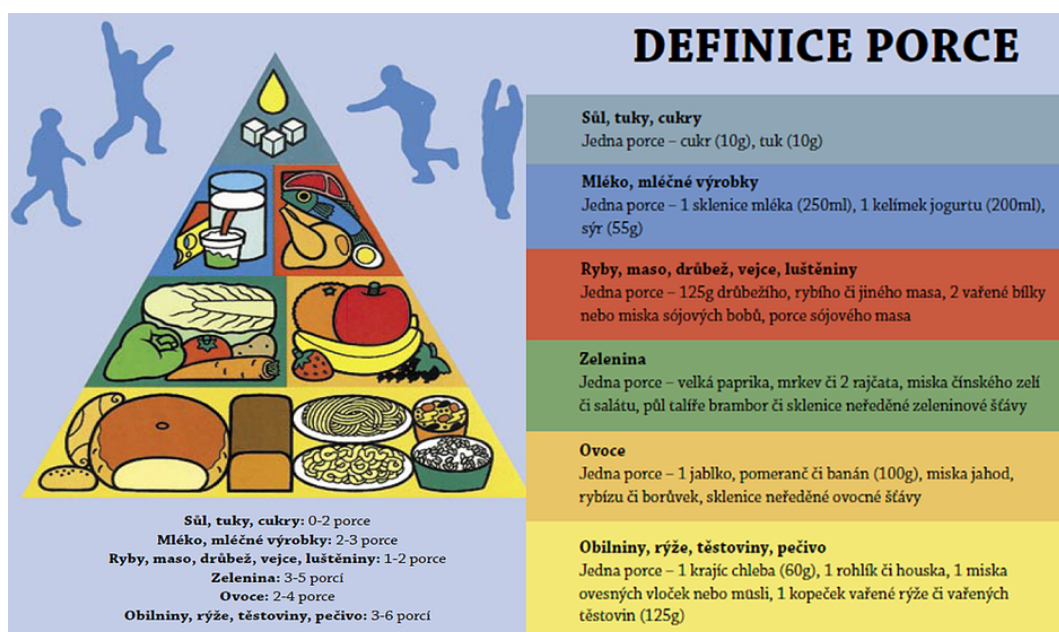 DEFINICE PORCE
Sůl, tuky, cukry
Jedna porce – cukr (10g), tuk (10g)
Mléko, mléčné výrobky
Jedna porce – 1 sklenice mléka (250ml), 1 kelímek jogurtu (200ml),
sýr (55g)
Ryby, maso, drůbež, vejce, luštěniny
Jedna porce – 125g drůbežího, rybího či jiného masa, 2 vařené bílky
nebo miska sójových bobů, porce sójového masa
Zelenina
Jedna porce – velká paprika, mrkev či 2 rajčata, miska čínského zelí
či salátu, půl talíře brambor či sklenice neředěné zeleninové šťávy
Ovoce
Jedna porce – 1 jablko, pomeranč či banán (100g), miska jahod,
rybízu či borůvek, sklenice neředěné ovocné šťávy
Obilniny, rýže, těstoviny, pečivo
Jedna porce – 1 krajíc chleba (60g), 1 rohlík či houska, 1 miska
ovesných vloček nebo müsli, 1 kopeček vařené rýže či vařených
těstovin (125g)
Sůl, tuky, cukry: 0-2 porce
Mléko, mléčné výrobky: 2-3 porce
Ryby, maso, drůbež, vejce, luštěniny: 1-2 porce
Zelenina: 3-5 porcí
Ovoce: 2-4 porce
Obilniny, rýže, těstoviny, pečivo: 3-6 porcí